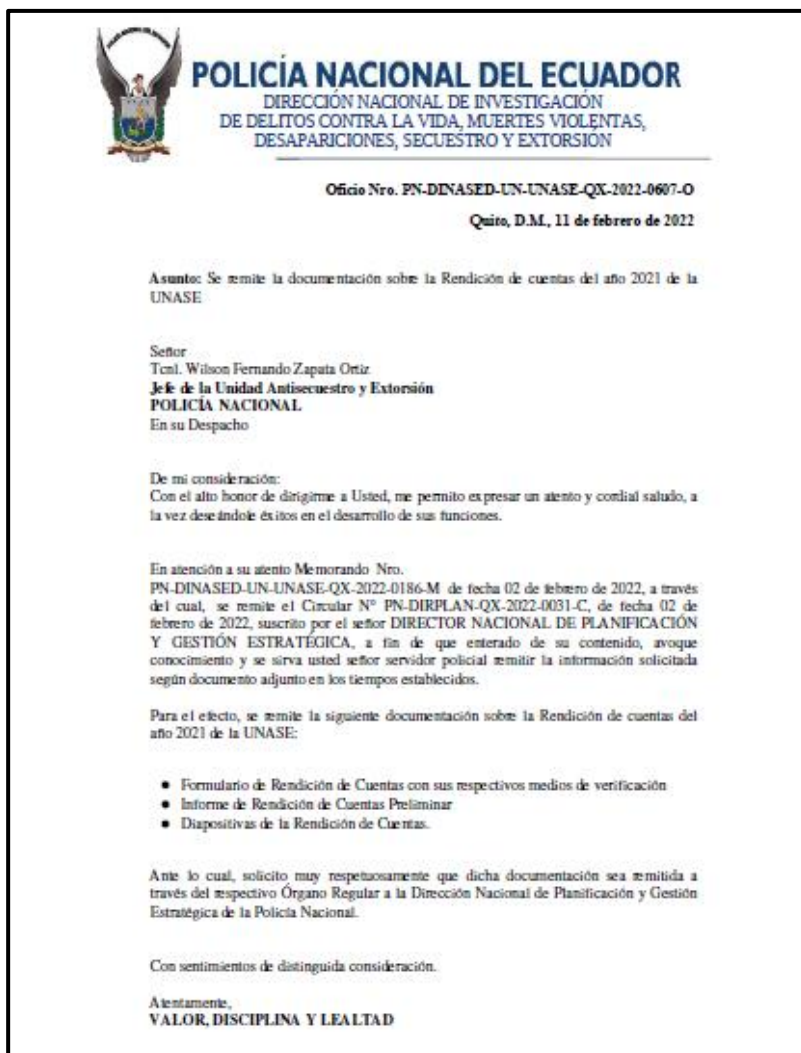 POLICÍA NACIONAL DEL ECUADOR
DIRECCIÓN NACIONAL DE INVESTIGACIÓN
DE DELITOS CONTRA LA VIDA, MUERTES VIOLENTAS,
DESAPARICIONES, SECUESTRO Y EXTORSIÓN
Oficio Nro. PN-DINASED-UN-UNASE-QX-2022-0607-O
Quito, D.M., 11 de febrero de 2022
Asunto: Se remite la documentación sobre la Rendición de cuentas del año 2021 de la
UNASE
Señor
Tcnl. Wilson Fernando Zapata Ortiz
Jefe de la Unidad Antisecuestro y Extorsión
POLICÍA NACIONAL
En su Despacho
De mi consideración:
Con el alto honor de dirigirme a Usted, me permito expresar un atento y cordial saludo, a
la vez deseándole éxitos en el desarrollo de sus funciones.
En atención a su atento Memorando Nro.
PN-DINASED-UN-UNASE-QX-2022-0186-M de fecha 02 de febrero de 2022, a través
del cual, se remite el Circular N° PN-DIRPLAN-QX-2022-0031-C, de fecha 02 de
febrero de 2022, suscrito por el señor DIRECTOR NACIONAL DE PLANIFICACIÓN
Y GESTIÓN ESTRATÉGICA, a fin de que enterado de su contenido, avoque
conocimiento y se sirva usted señor servidor policial remitir la información solicitada
según documento adjunto en los tiempos establecidos.
Para el efecto, se remite la siguiente documentación sobre la Rendición de cuentas del
año 2021 de la UNASE:
● Formulario de Rendición de Cuentas con sus respectivos medios de verificación
● Informe de Rendición de Cuentas Preliminar
● Diapositivas de la Rendición de Cuentas.
Ante lo cual, solicito muy respetuosamente que dicha documentación sea remitida a
través del respectivo Órgano Regular a la Dirección Nacional de Planificación y Gestión
Estratégica de la Policía Nacional.
Con sentimientos de distinguida consideración.
Atentamente,
VALOR, DISCIPLINA Y LEALTAD